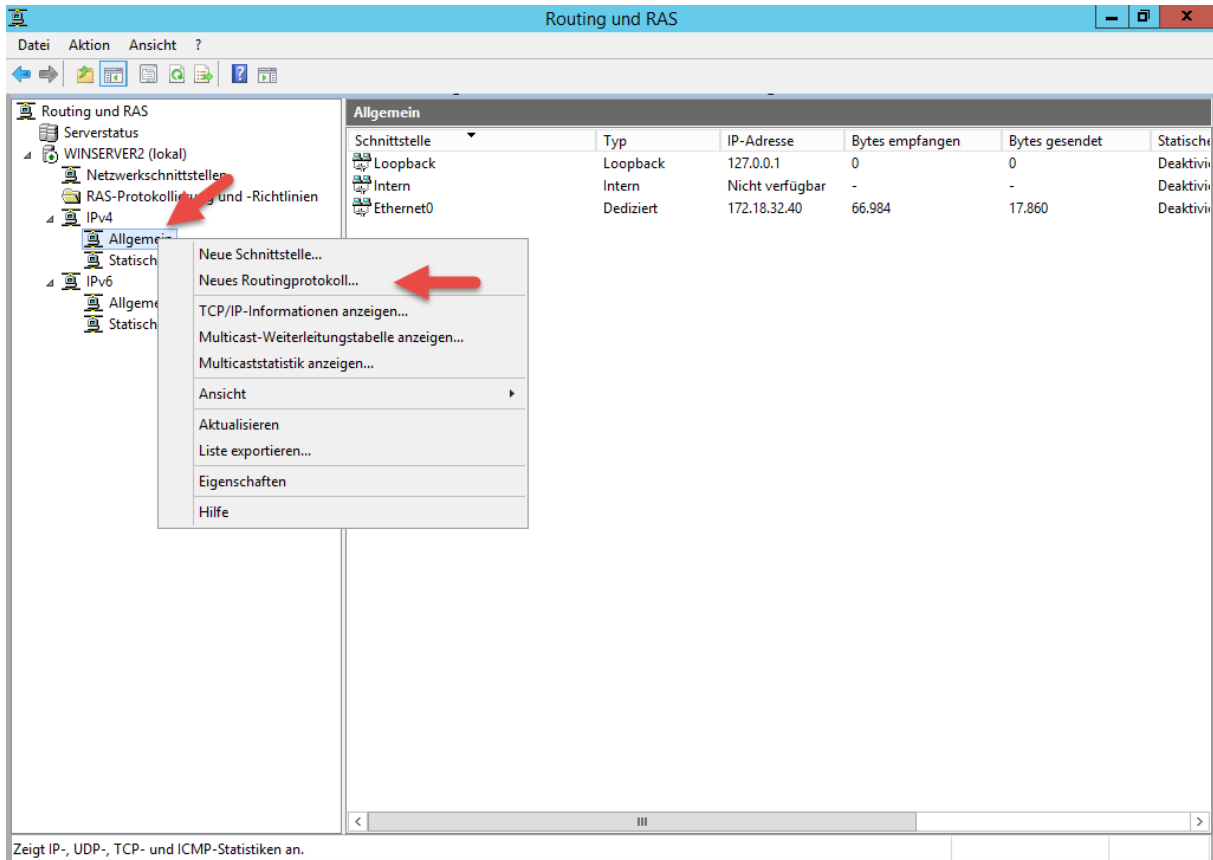 Routing und RAS
Datei Aktion Ansicht ?
Routing und RAS
Serverstatus
WINSERVER2 (lokal)
Netzwerkschnittstellen
RAS-Protokollierung und -Richtlinien
IPv4
Allgemein
Statisch
IPv6
Allgeme
Statisch
Neue Schnittstelle...
Neues Routingprotokoll...
TCP/IP-Informationen anzeigen...
Multicast-Weiterleitungstabelle anzeigen...
Multicaststatistik anzeigen...
Ansicht
Aktualisieren
Liste exportieren...
Eigenschaften
Hilfe
Allgemein
Schnittstelle Typ IP-Adresse Bytes empfangen Bytes gesendet Statische
Loopback Loopback 127.0.0.1 0 0 Deaktivi
Intern Intern Nicht verfügbar - - Deaktivi
Ethernet0 Dediziert 172.18.32.40 66.984 17.860 Deaktivi
Zeigt IP-, UDP-, TCP- und ICMP-Statistiken an.